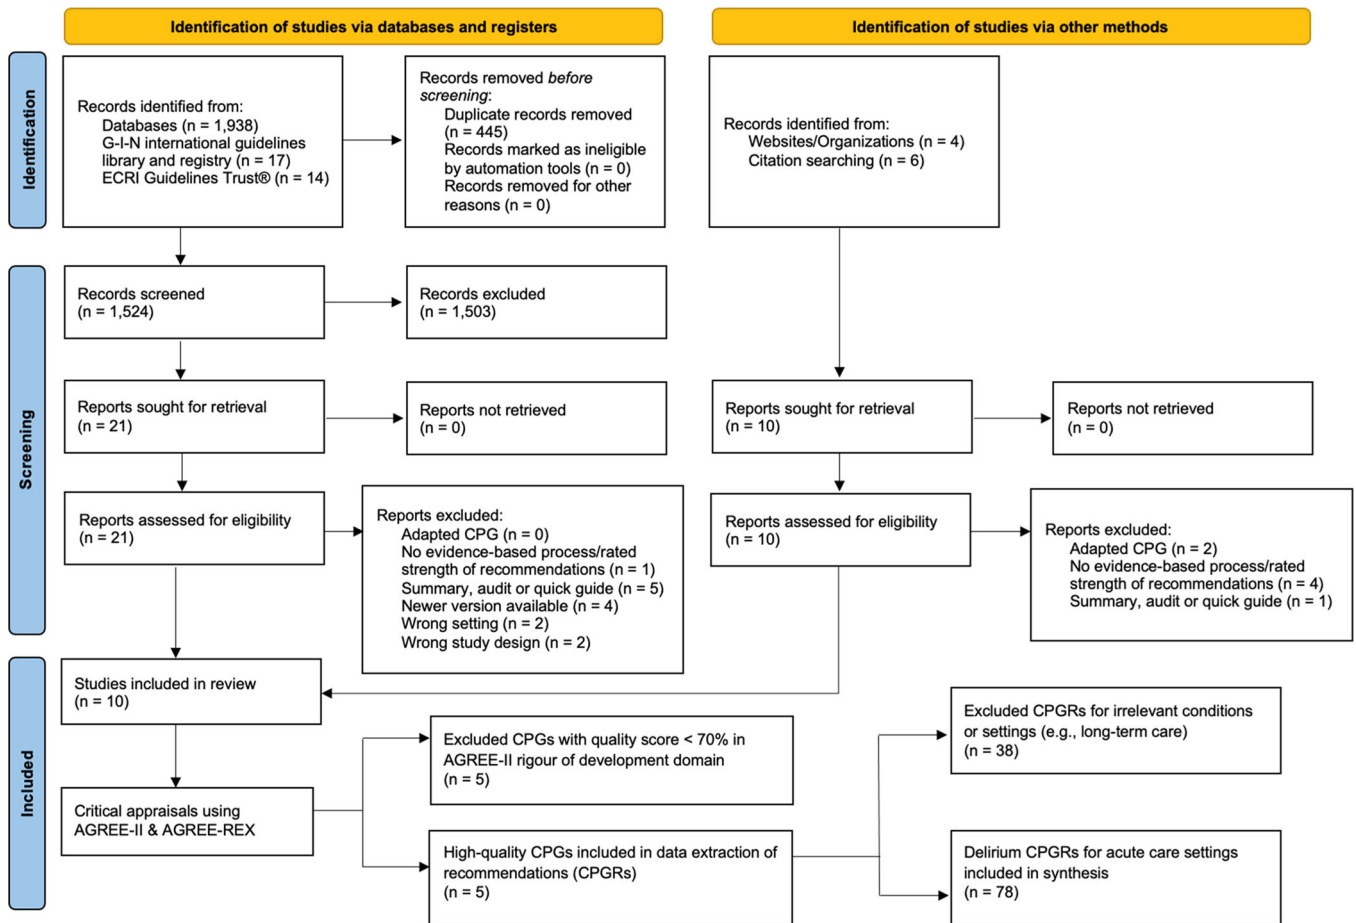 Identification of studies via databases and registers
Identification of studies via other methods
Identification
Records identified from:
Databases (n = 1,938)
G-I-N international guidelines
library and registry (n = 17)
ECRI Guidelines Trust® (n = 14)
Records removed before
screening:
Duplicate records removed
(n = 445)
Records marked as ineligible
by automation tools (n = 0)
Records removed for other
reasons (n = 0)
Records identified from:
Websites/Organizations (n = 4)
Citation searching (n = 6)
Screening
Records screened
(n = 1,524)
Records excluded
(n = 1,503)
Reports sought for retrieval
(n = 21)
Reports not retrieved
(n = 0)
Reports sought for retrieval
(n = 10)
Reports not retrieved
(n = 0)
Reports assessed for eligibility
(n = 21)
Reports excluded:
Adapted CPG (n = 0)
No evidence-based process/rated
strength of recommendations (n = 1)
Summary, audit or quick guide (n = 5)
Newer version available (n = 4)
Wrong setting (n = 2)
Wrong study design (n = 2)
Reports assessed for eligibility
(n = 10)
Reports excluded:
Adapted CPG (n = 2)
No evidence-based process/rated
strength of recommendations (n = 4)
Summary, audit or quick guide (n = 1)
Included
Studies included in review
(n = 10)
Critical appraisals using
AGREE-II & AGREE-REX
Excluded CPGs with quality score < 70% in
AGREE-II rigour of development domain
(n = 5)
High-quality CPGs included in data extraction of
recommendations (CPGRs)
(n = 5)
Excluded CPGRs for irrelevant conditions
or settings (e.g., long-term care)
(n = 38)
Delirium CPGRs for acute care settings
included in synthesis
(n = 78)